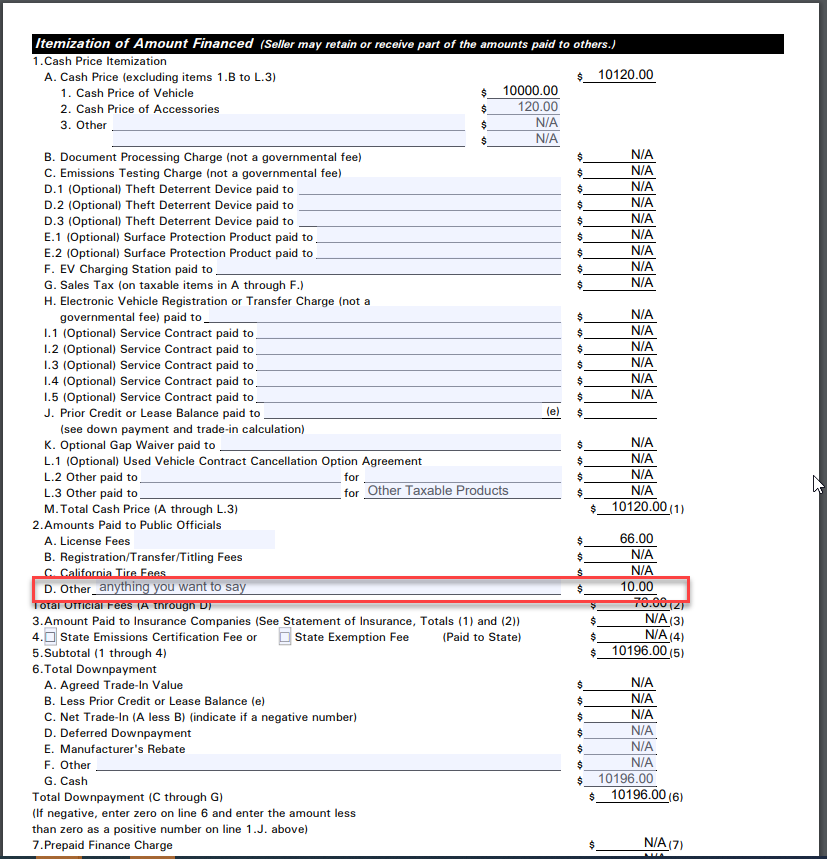 Itemization of Amount Financed (Seller may retain or receive part of the amounts paid to others.)
1.Cash Price Itemization
A. Cash Price (excluding items 1.B to L.3) $ 10120.00
1. Cash Price of Vehicle $ 10000.00
2. Cash Price of Accessories $ 120.00
3. Other $ N/A
$ N/A
B. Document Processing Charge (not a governmental fee) $ N/A
C. Emissions Testing Charge (not a governmental fee) $ N/A
D.1 (Optional) Theft Deterrent Device paid to $ N/A
D.2 (Optional) Theft Deterrent Device paid to $ N/A
D.3 (Optional) Theft Deterrent Device paid to $ N/A
E.1 (Optional) Surface Protection Product paid to $ N/A
E.2 (Optional) Surface Protection Product paid to $ N/A
F. EV Charging Station paid to $ N/A
G. Sales Tax (on taxable items in A through F.) $ N/A
H. Electronic Vehicle Registration or Transfer Charge (not a
governmental fee) paid to $ N/A
I.1 (Optional) Service Contract paid to $ N/A
I.2 (Optional) Service Contract paid to $ N/A
I.3 (Optional) Service Contract paid to $ N/A
I.4 (Optional) Service Contract paid to $ N/A
I.5 (Optional) Service Contract paid to $ N/A
J. Prior Credit or Lease Balance paid to (e) $
(see down payment and trade-in calculation)
K. Optional Gap Waiver paid to $ N/A
L.1 (Optional) Used Vehicle Contract Cancellation Option Agreement $ N/A
L.2 Other paid to for $ N/A
L.3 Other paid to for Other Taxable Products $ N/A
M. Total Cash Price (A through L.3) $ 10120.00 (1)
2.Amounts Paid to Public Officials
A. License Fees $ 66.00
B. Registration/Transfer/Titling Fees $ N/A
C. California Tire Fees $ N/A
D. Other anything you want to say $ 10.00
Total Official Fees (A through D) $ 76.00 (2)
3.Amount Paid to Insurance Companies (See Statement of Insurance, Totals (1) and (2)) $ N/A (3)
4. State Emissions Certification Fee or State Exemption Fee (Paid to State) $ N/A (4)
5.Subtotal (1 through 4) $ 10196.00 (5)
6.Total Downpayment
A. Agreed Trade-In Value $ N/A
B. Less Prior Credit or Lease Balance (e) $ N/A
C. Net Trade-In (A less B) (indicate if a negative number) $ N/A
D. Deferred Downpayment $ N/A
E. Manufacturer's Rebate $ N/A
F. Other $ N/A
G. Cash $ 10196.00
Total Downpayment (C through G) $ 10196.00 (6)
(If negative, enter zero on line 6 and enter the amount less
than zero as a positive number on line 1.J. above)
7.Prepaid Finance Charge $ N/A (7)